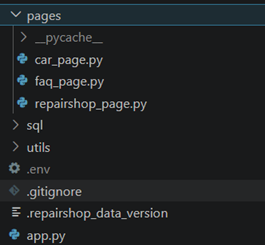 pages
__pycache__
car_page.py
faq_page.py
repairshop_page.py
sql
utils
.env
.gitignore
.repairshop_data_version
app.py